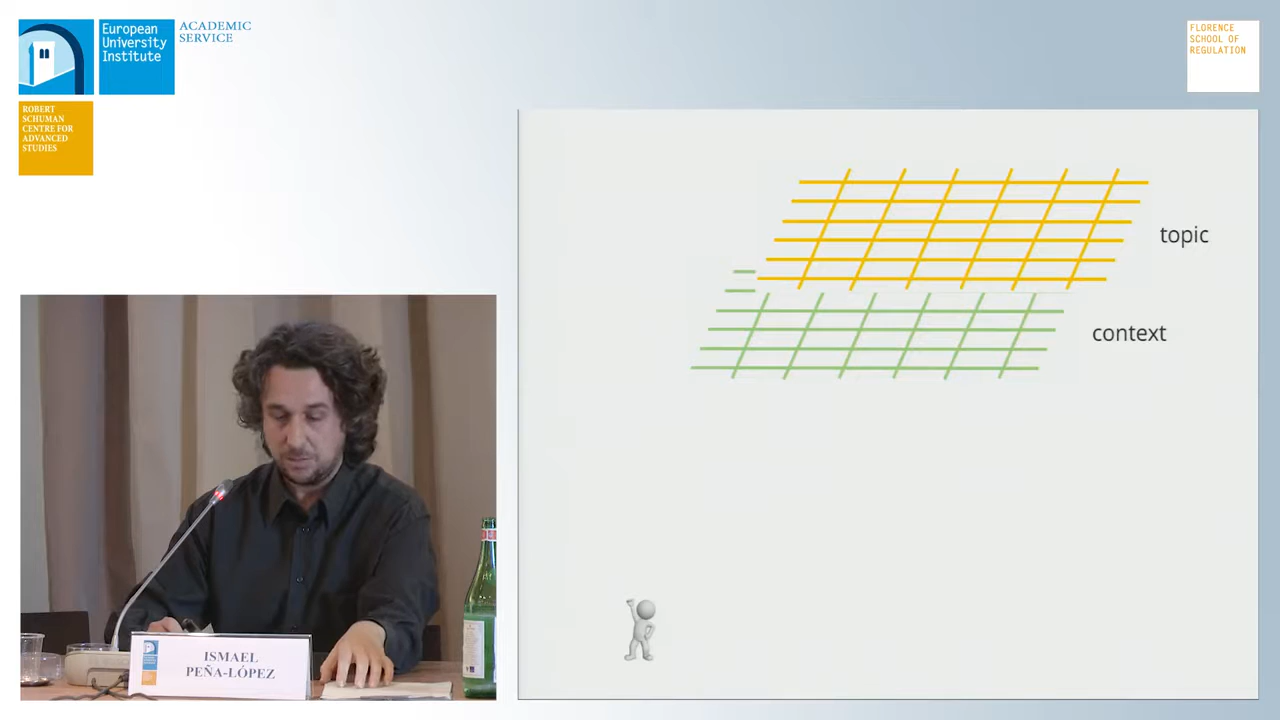 European
University
Institute
ACADEMIC
SERVICE
ROBERT
SCHUMAN
CENTRE FOR
ADVANCED
STUDIES
FLORENCE
SCHOOL OF
REGULATION
topic
context
ISMAEL
PEÑA-LÓPEZ